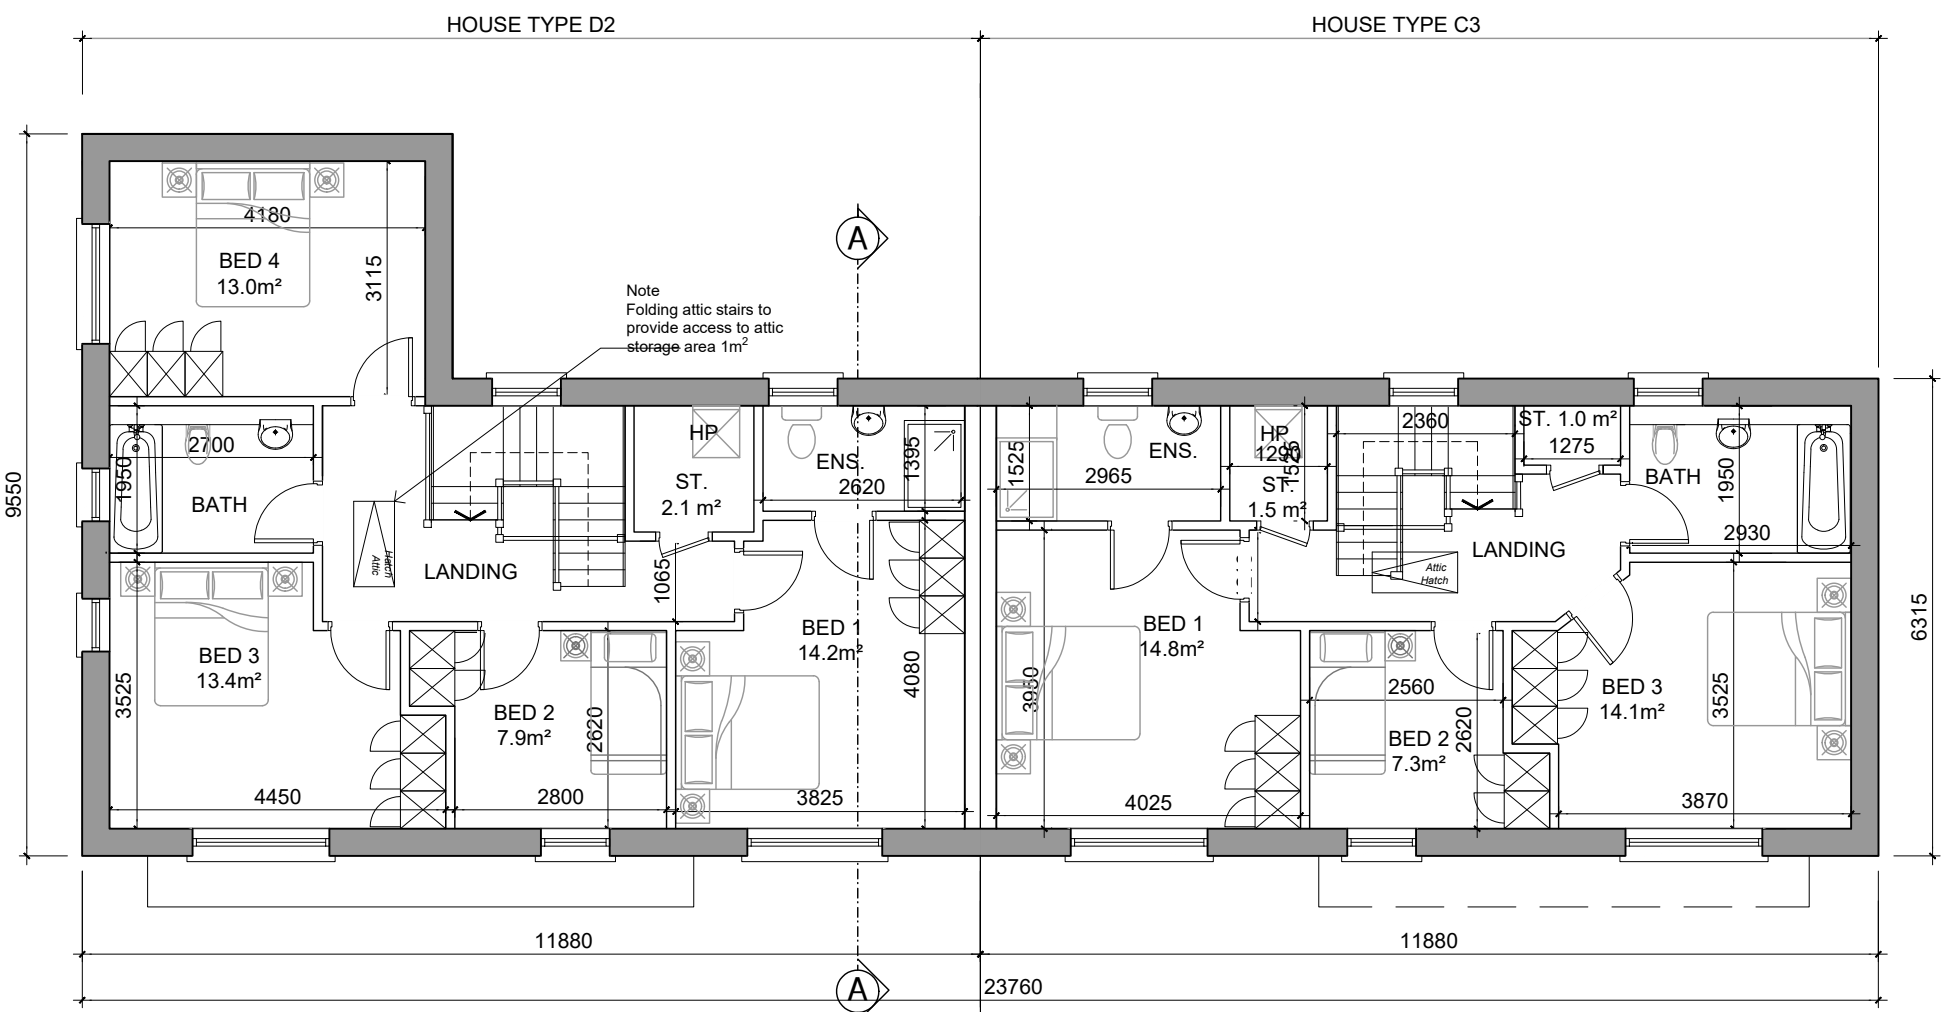 HOUSE TYPE D2
HOUSE TYPE C3
A
4180
BED 4
13.0m²
3115
Note
Folding attic stairs to
provide access to attic
storage area 1m²
9550
2700
1950
BATH
HP
ST.
2.1 m²
ENS.
1395
2620
1525
2965
ENS.
HP
1290
1525
ST.
1.5 m²
2360
ST. 1.0 m²
1275
BATH
1950
2930
Attic
Hatch
LANDING
1065
LANDING
Attic
Hatch
6315
BED 3
13.4m²
3525
4450
BED 2
7.9m²
2620
2800
BED 1
14.2m²
4080
3825
BED 1
14.8m²
4025
2560
BED 2
7.3m²
2620
BED 3
14.1m²
3525
3870
11880
11880
A
23760